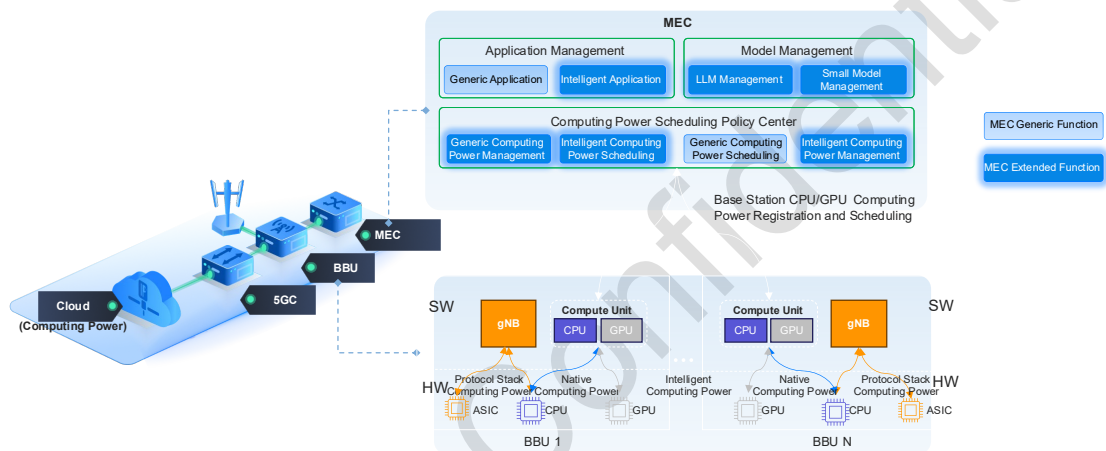 MEC
Application Management
Generic Application
Intelligent Application
Model Management
LLM Management
Small Model
Management
Computing Power Scheduling Policy Center
Generic Computing
Power Management
Intelligent Computing
Power Scheduling
Generic Computing
Power Scheduling
Intelligent Computing
Power Management
MEC Generic Function
MEC Extended Function
Base Station CPU/GPU Computing
Power Registration and Scheduling
MEC
BBU
5GC
Cloud
(Computing Power)
SW
gNB
Compute Unit
CPU
GPU
HW
Protocol Stack
Computing Power
Native
Computing Power
ASIC
CPU
GPU
BBU 1
...
Intelligent
Computing Power
Compute Unit
CPU
GPU
gNB
SW
Native
Computing Power
Protocol Stack
Computing Power
HW
GPU
CPU
ASIC
BBU N
Confidential